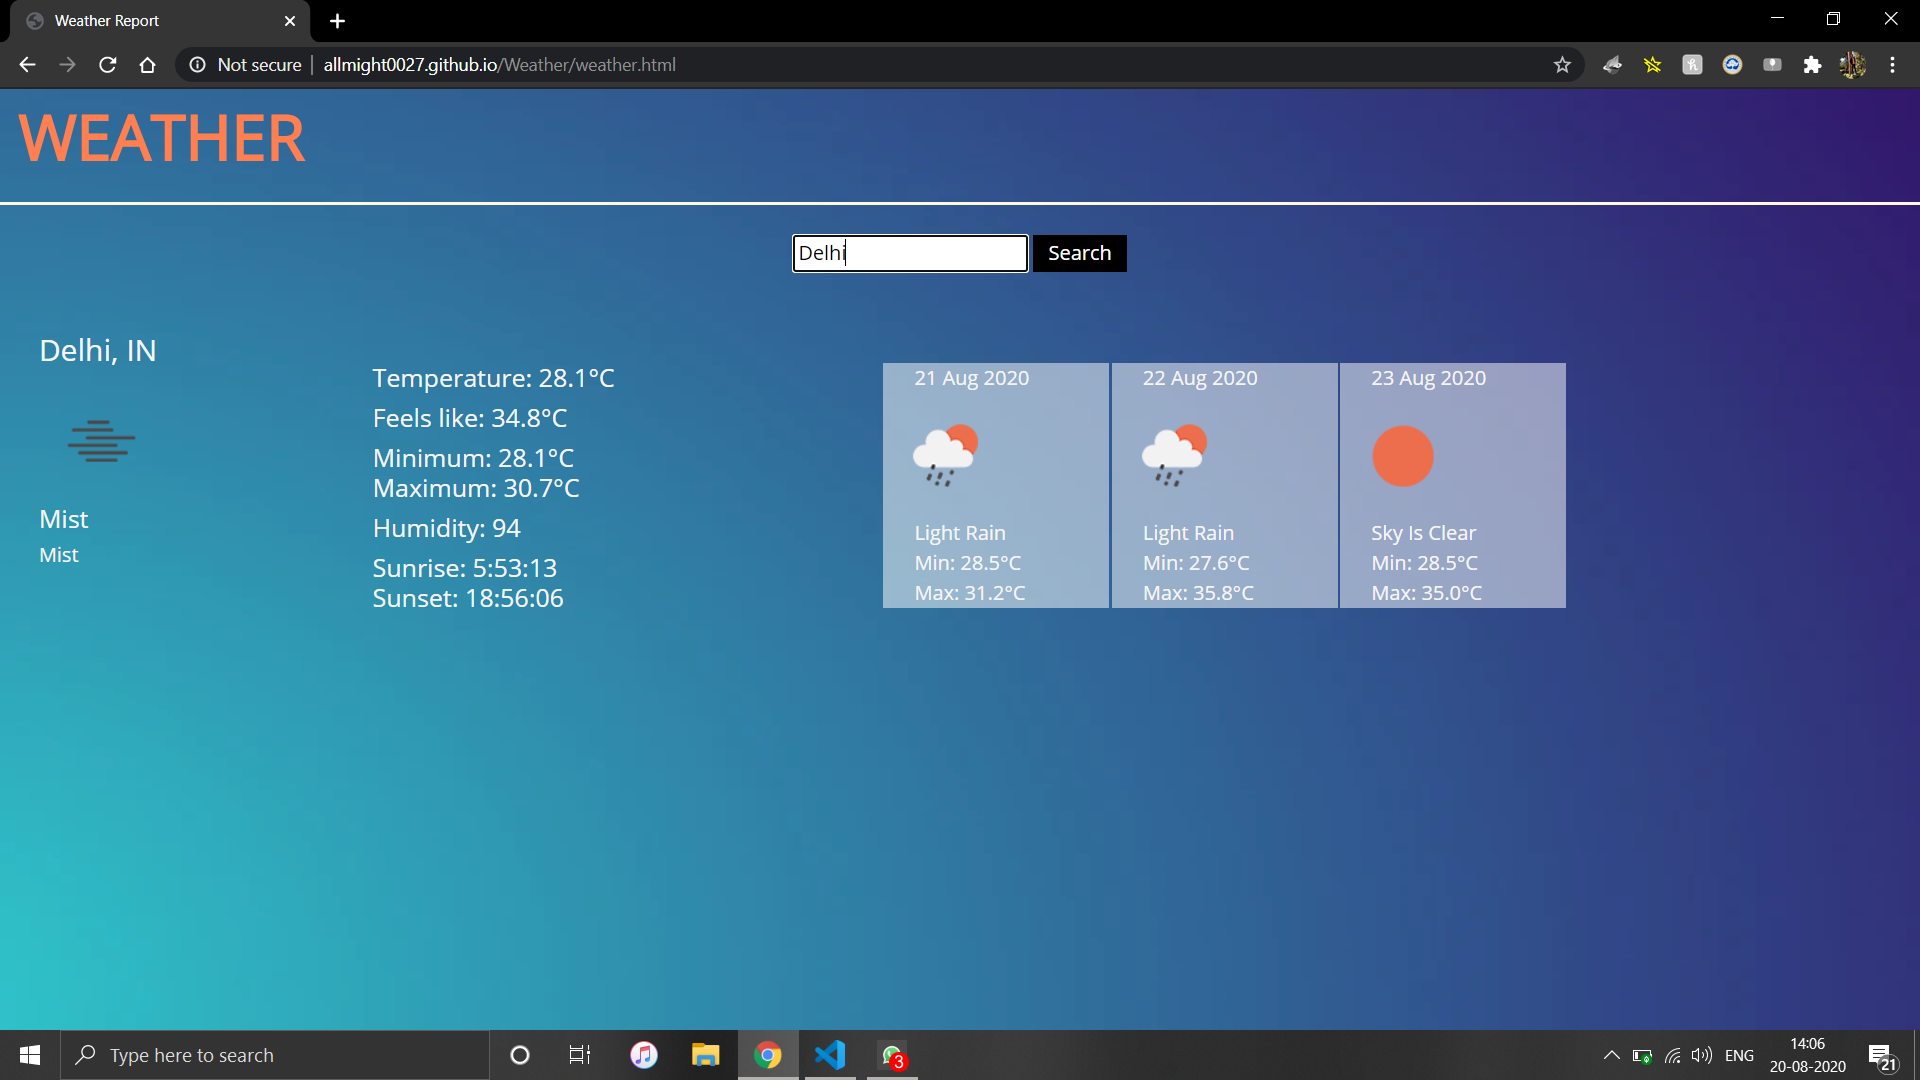 Weather Report
Not secure
allmight0027.github.io/Weather/weather.html
WEATHER
Delhi
Search
Delhi, IN
Mist
Mist
Temperature: 28.1°C
Feels like: 34.8°C
Minimum: 28.1°C
Maximum: 30.7°C
Humidity: 94
Sunrise: 5:53:13
Sunset: 18:56:06
21 Aug 2020
Light Rain
Min: 28.5°C
Max: 31.2°C
22 Aug 2020
Light Rain
Min: 27.6°C
Max: 35.8°C
23 Aug 2020
Sky Is Clear
Min: 28.5°C
Max: 35.0°C
Type here to search
3
ENG
14:06
20-08-2020
21